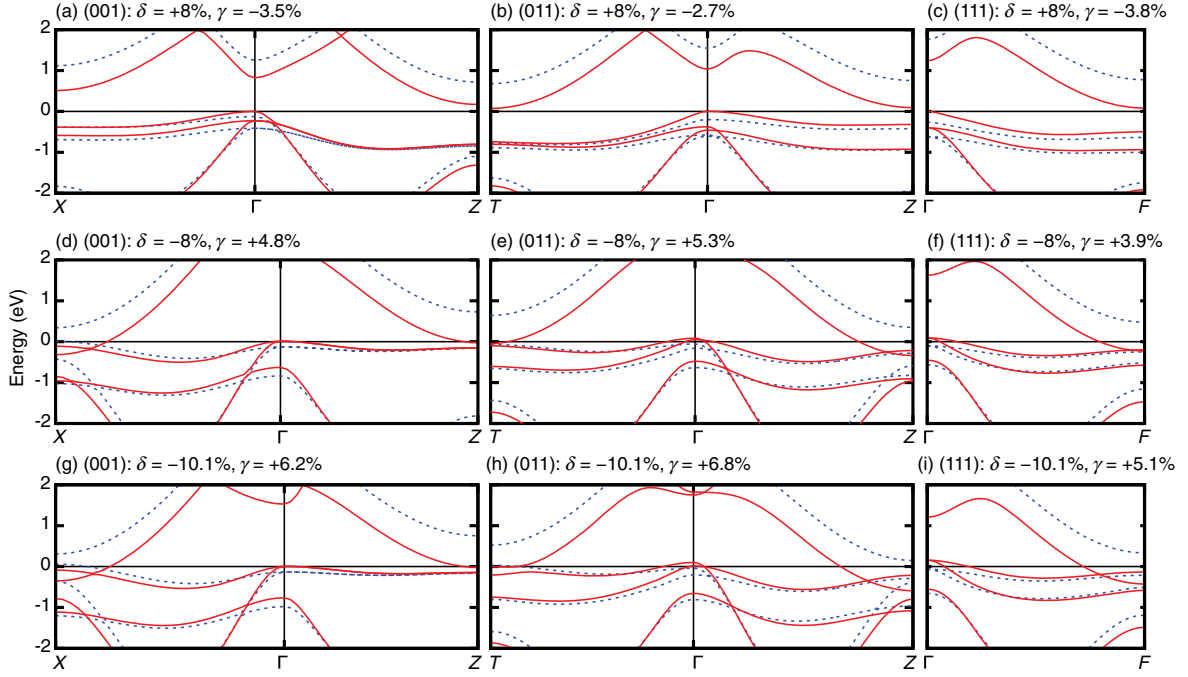 (a) (001): δ = +8%, γ = −3.5%
(b) (011): δ = +8%, γ = −2.7%
(c) (111): δ = +8%, γ = −3.8%
2
1
0
-1
-2
X
Γ
Z
T
Γ
Z
Γ
F
(d) (001): δ = −8%, γ = +4.8%
(e) (011): δ = −8%, γ = +5.3%
(f) (111): δ = −8%, γ = +3.9%
Energy (eV)
2
1
0
-1
-2
X
Γ
Z
T
Γ
Z
Γ
F
(g) (001): δ = −10.1%, γ = +6.2%
(h) (011): δ = −10.1%, γ = +6.8%
(i) (111): δ = −10.1%, γ = +5.1%
2
1
0
-1
-2
X
Γ
Z
T
Γ
Z
Γ
F